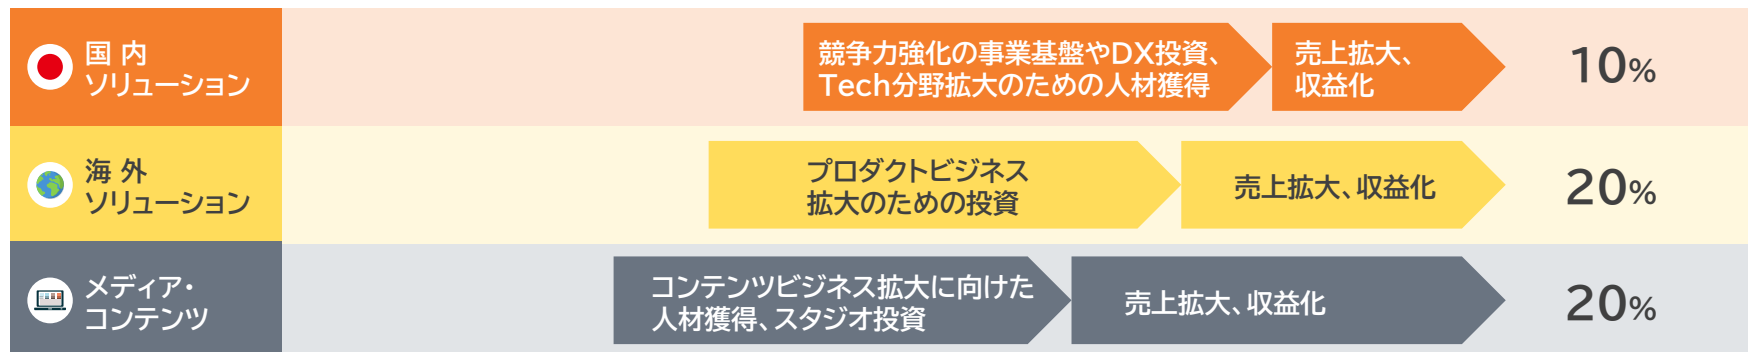 国 内
ソリューション
競争力強化の事業基盤やDX投資、
Tech分野拡大のための人材獲得
売上拡大、
収益化
10%
海 外
ソリューション
プロダクトビジネス
拡大のための投資
売上拡大、収益化
20%
メディア・
コンテンツ
コンテンツビジネス拡大に向けた
人材獲得、スタジオ投資
売上拡大、収益化
20%